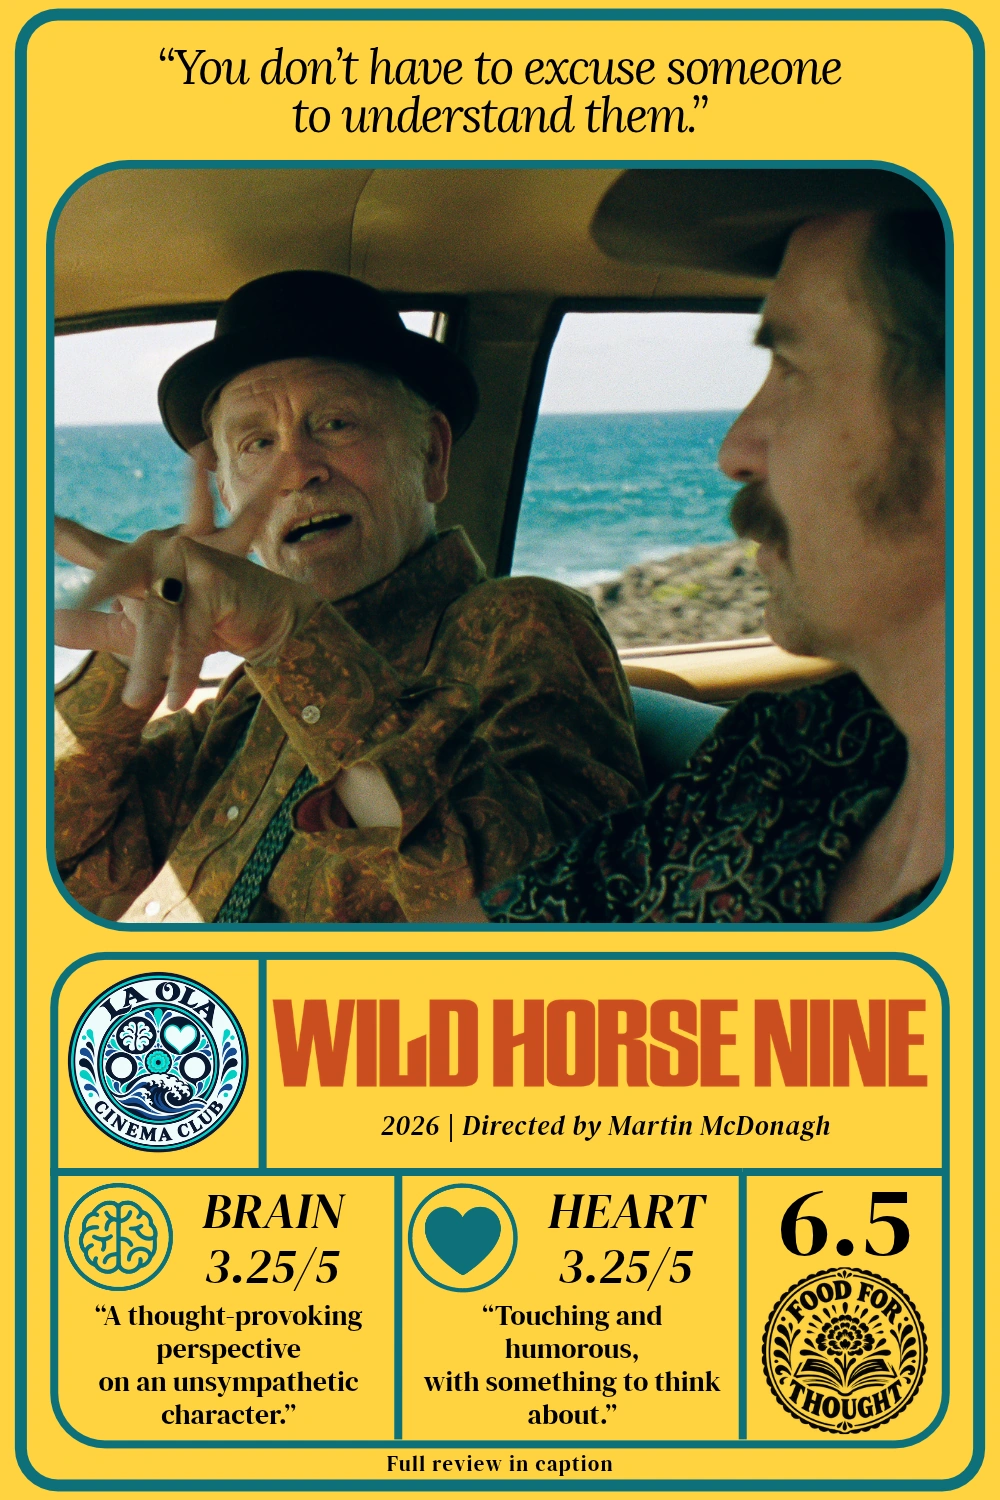 “You don’t have to excuse someone
to understand them.”
LA OLA
CINEMA CLUB
WILD HORSE NINE
2026 | Directed by Martin McDonagh
BRAIN
3.25/5
“A thought-provoking
perspective
on an unsympathetic
character.”
HEART
3.25/5
“Touching and
humorous,
with something to think
about.”
6.5
FOOD FOR
THOUGHT
Full review in caption